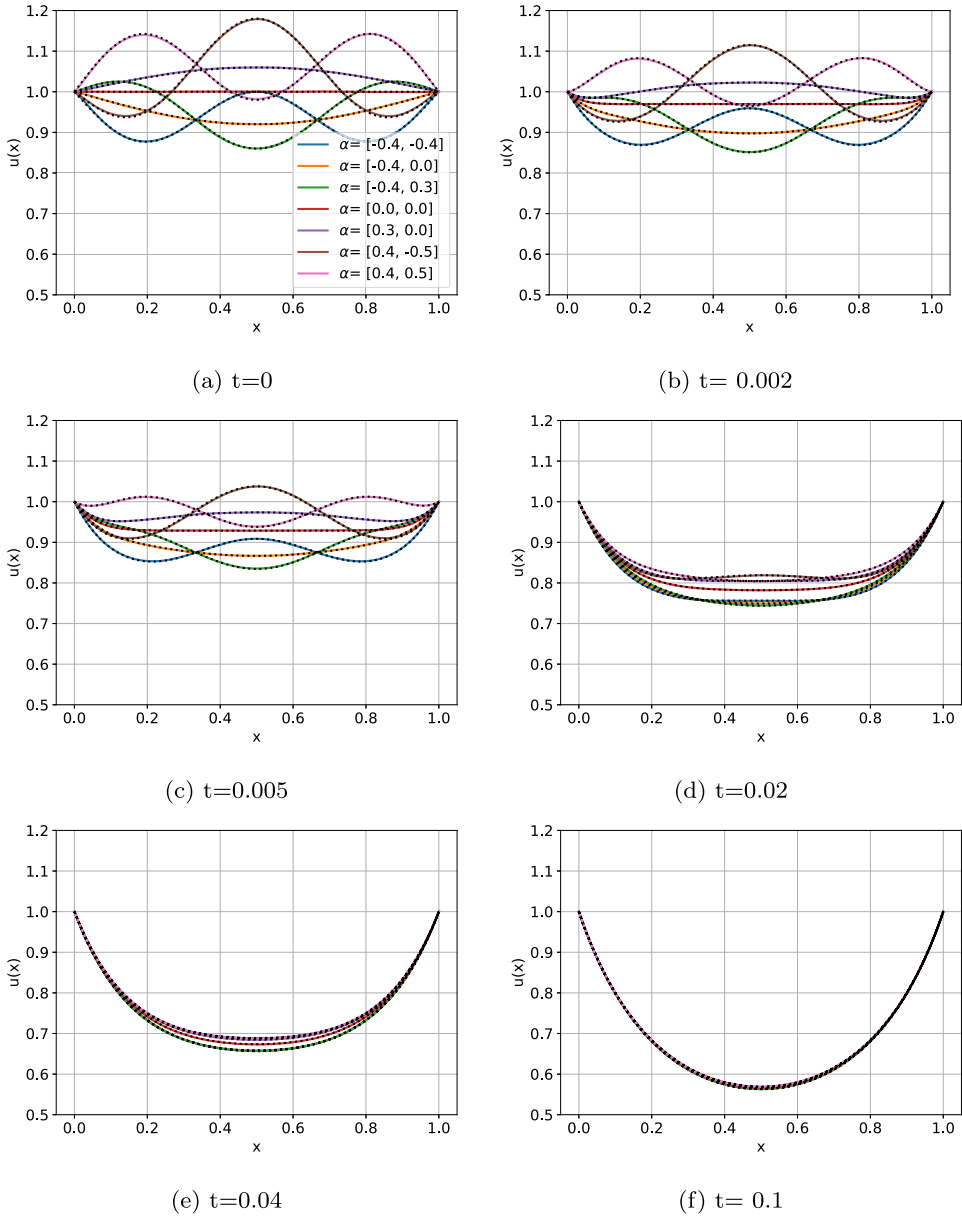 1.2
1.1
1.0
0.9
0.8
0.7
0.6
0.5
u(x)
α= [-0.4, -0.4]
α= [-0.4, 0.0]
α= [-0.4, 0.3]
α= [0.0, 0.0]
α= [0.3, 0.0]
α= [0.4, -0.5]
α= [0.4, 0.5]
0.0 0.2 0.4 0.6 0.8 1.0
x
(a) t=0
1.2
1.1
1.0
0.9
0.8
0.7
0.6
0.5
u(x)
0.0 0.2 0.4 0.6 0.8 1.0
x
(b) t= 0.002
1.2
1.1
1.0
0.9
0.8
0.7
0.6
0.5
u(x)
0.0 0.2 0.4 0.6 0.8 1.0
x
(c) t=0.005
1.2
1.1
1.0
0.9
0.8
0.7
0.6
0.5
u(x)
0.0 0.2 0.4 0.6 0.8 1.0
x
(d) t=0.02
1.2
1.1
1.0
0.9
0.8
0.7
0.6
0.5
u(x)
0.0 0.2 0.4 0.6 0.8 1.0
x
(e) t=0.04
1.2
1.1
1.0
0.9
0.8
0.7
0.6
0.5
u(x)
0.0 0.2 0.4 0.6 0.8 1.0
x
(f) t= 0.1